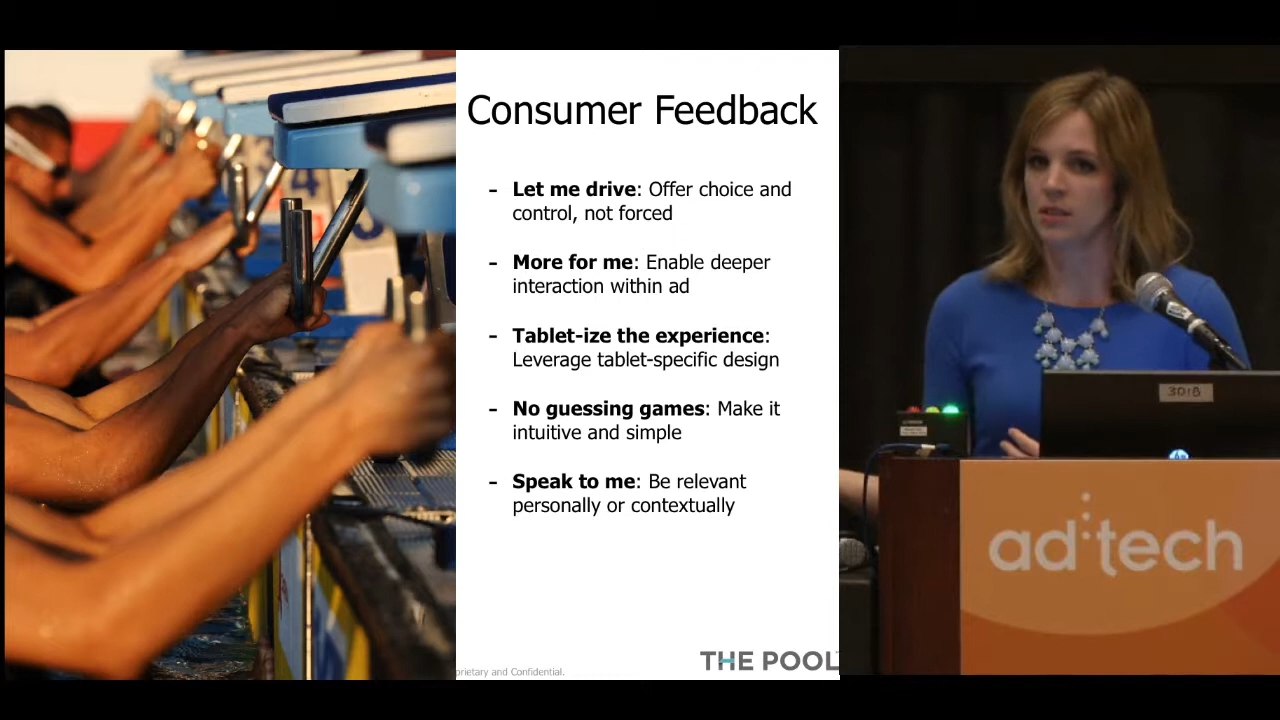 Consumer Feedback
- Let me drive: Offer choice and
control, not forced
- More for me: Enable deeper
interaction within ad
- Tablet-ize the experience:
Leverage tablet-specific design
- No guessing games: Make it
intuitive and simple
- Speak to me: Be relevant
personally or contextually
THE POOL
prietary and Confidential.
3018
ad:tech